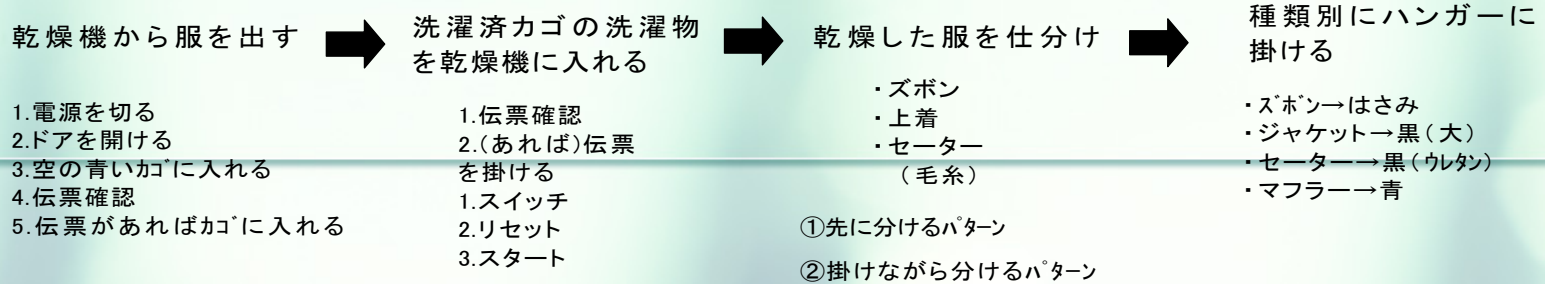 乾燥機から服を出す
1.電源を切る
2.ドアを開ける
3.空の青いｶｺﾞに入れる
4.伝票確認
5.伝票があればｶｺﾞに入れる
洗濯済カゴの洗濯物
を乾燥機に入れる
1.伝票確認
2.(あれば)伝票
を掛ける
1.スイッチ
2.リセット
3.スタート
乾燥した服を仕分け
・ズボン
・上着
・セーター
(毛糸)
①先に分けるﾊﾟﾀｰﾝ
②掛けながら分けるﾊﾟﾀｰﾝ
種類別にハンガーに
掛ける
・ｽﾞﾎﾞﾝ→はさみ
・ジャケット→黒(大)
・セーター→黒(ｳﾚﾀﾝ)
・マフラー→青